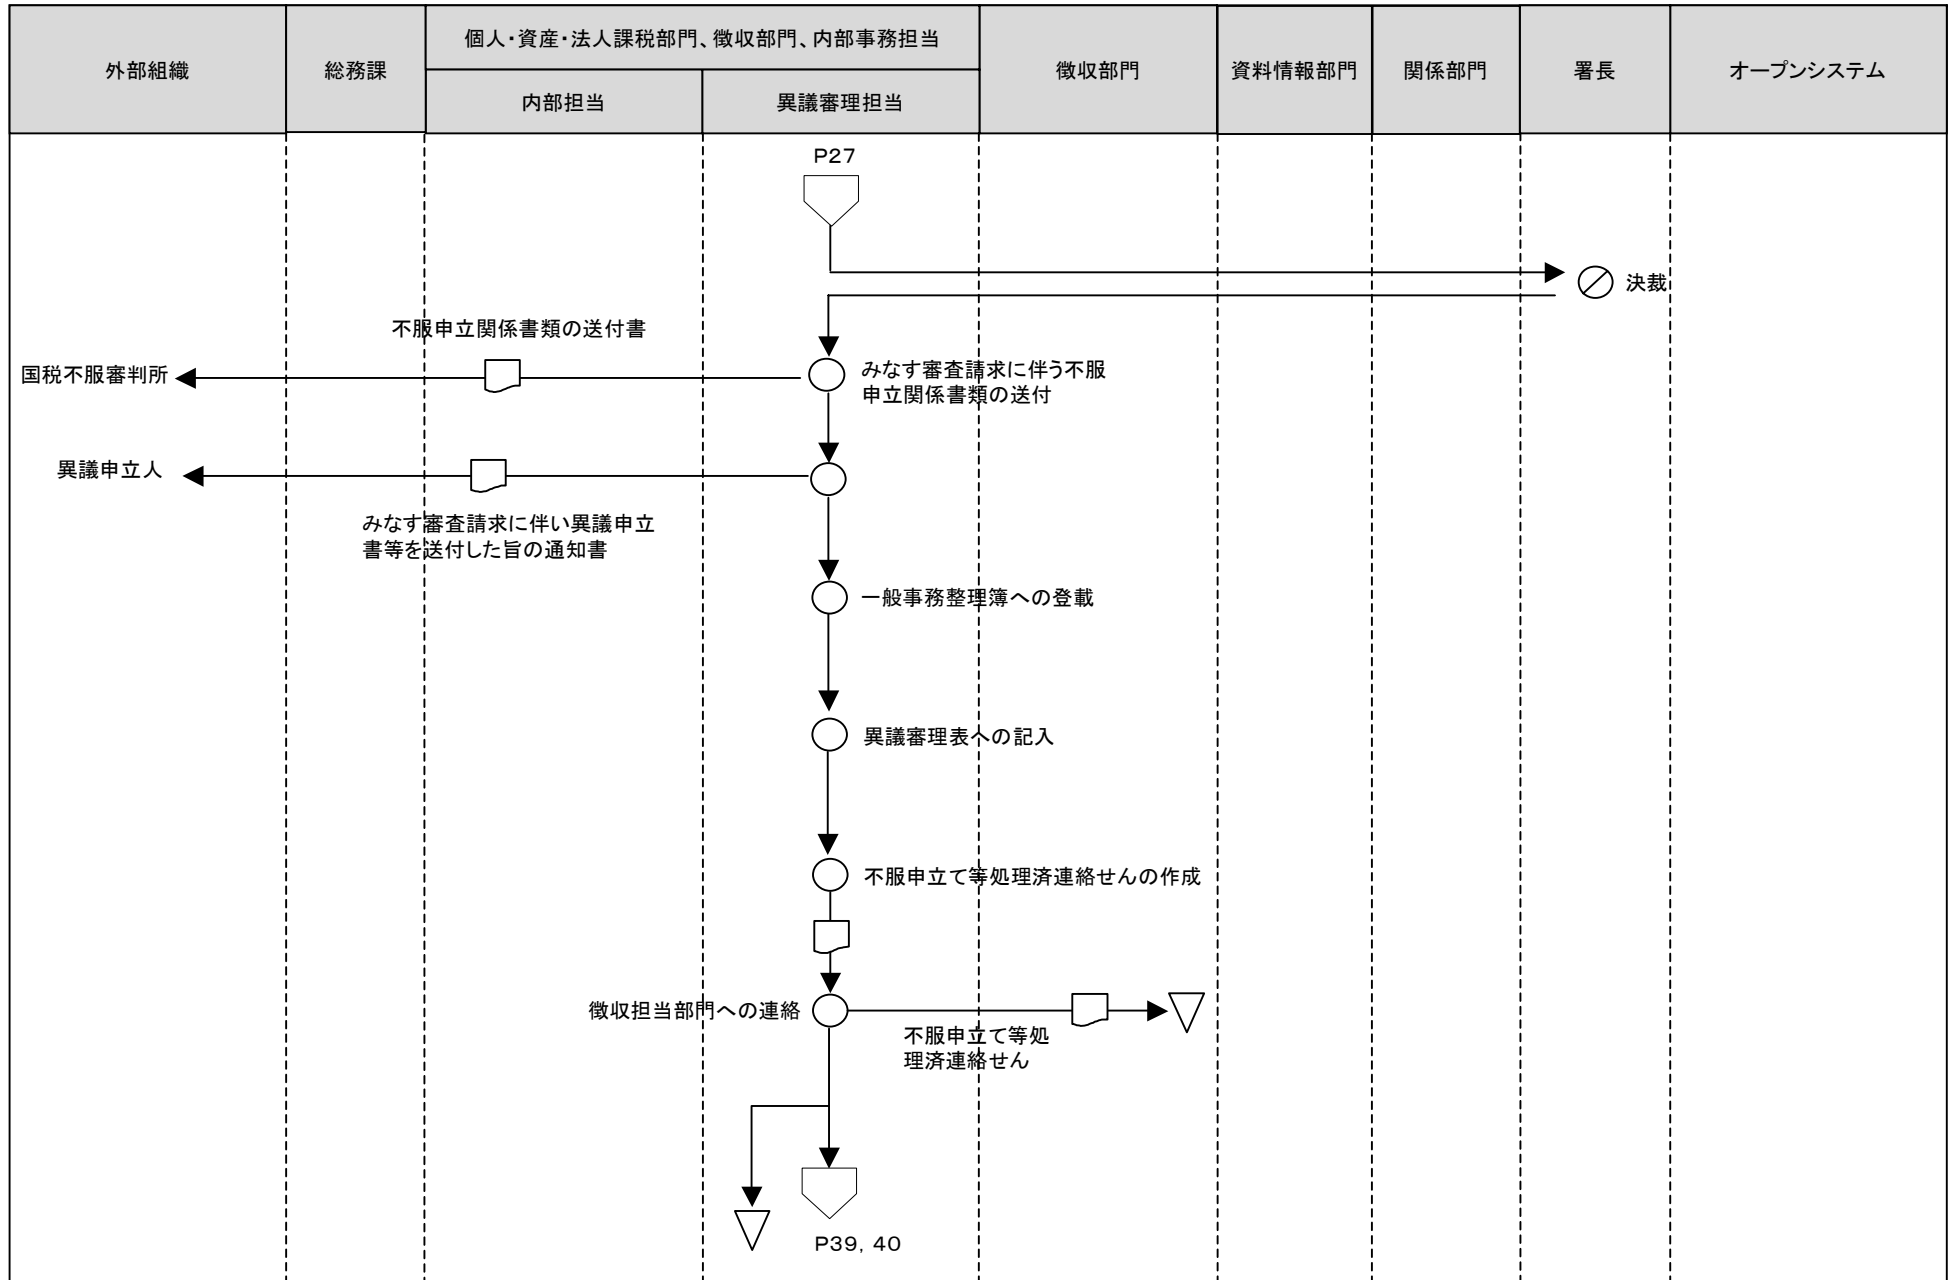 外部組織
総務課
個人・資産・法人課税部門、徴収部門、内部事務担当
内部担当
異議審理担当
徴収部門
資料情報部門
関係部門
署長
オープンシステム
P27
決裁
不服申立関係書類の送付書
国税不服審判所
みなす審査請求に伴う不服
申立関係書類の送付
異議申立人
みなす審査請求に伴い異議申立
書等を送付した旨の通知書
一般事務整理簿への登載
異議審理表への記入
不服申立て等処理済連絡せんの作成
徴収担当部門への連絡
不服申立て等処
理済連絡せん
P39, 40